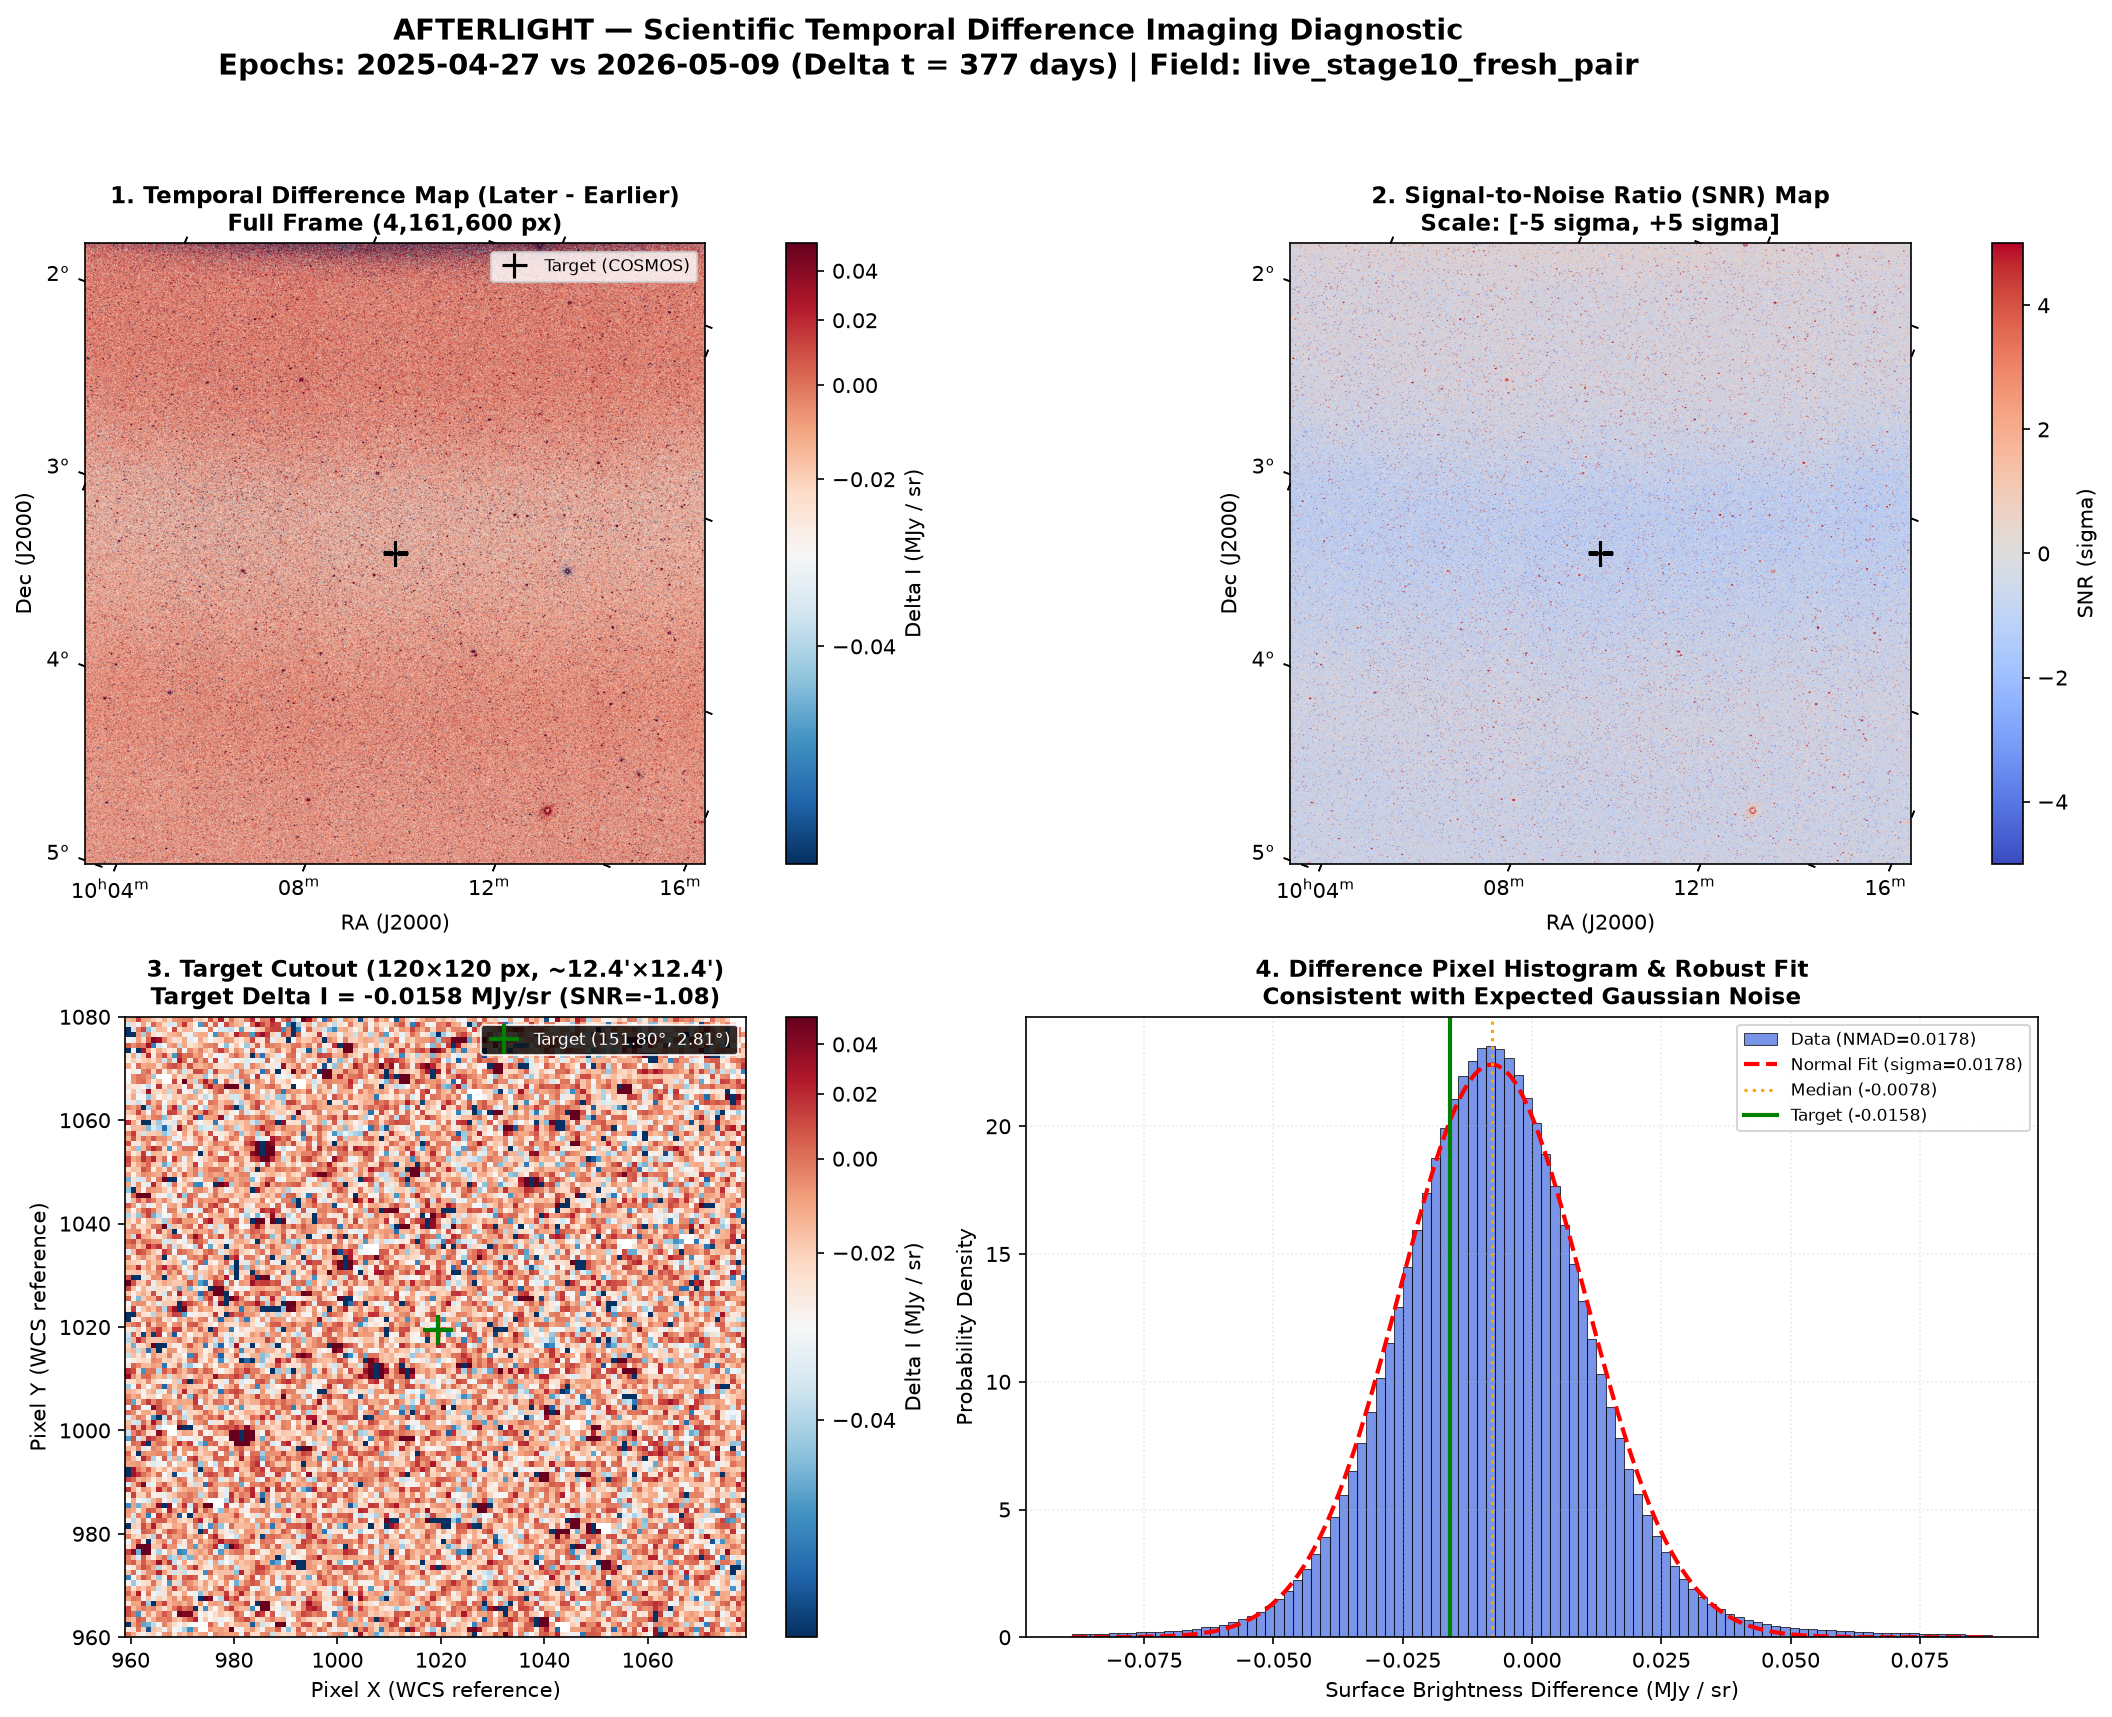 AFTERLIGHT — Scientific Temporal Difference Imaging Diagnostic
Epochs: 2025-04-27 vs 2026-05-09 (Delta t = 377 days) | Field: live_stage10_fresh_pair
1. Temporal Difference Map (Later - Earlier)
Full Frame (4,161,600 px)
Target (COSMOS)
2°
3°
4°
5°
Dec (J2000)
10ʰ04ᵐ
08ᵐ
12ᵐ
16ᵐ
RA (J2000)
0.04
0.02
0.00
−0.02
−0.04
Delta I (MJy / sr)
2. Signal-to-Noise Ratio (SNR) Map
Scale: [-5 sigma, +5 sigma]
2°
3°
4°
5°
Dec (J2000)
10ʰ04ᵐ
08ᵐ
12ᵐ
16ᵐ
RA (J2000)
4
2
0
−2
−4
SNR (sigma)
3. Target Cutout (120×120 px, ~12.4'×12.4')
Target Delta I = -0.0158 MJy/sr (SNR=-1.08)
Target (151.80°, 2.81°)
1080
1060
1040
1020
1000
980
960
Pixel Y (WCS reference)
960
980
1000
1020
1040
1060
Pixel X (WCS reference)
0.04
0.02
0.00
−0.02
−0.04
Delta I (MJy / sr)
4. Difference Pixel Histogram & Robust Fit
Consistent with Expected Gaussian Noise
Data (NMAD=0.0178)
Normal Fit (sigma=0.0178)
Median (-0.0078)
Target (-0.0158)
20
15
10
5
0
Probability Density
−0.075
−0.050
−0.025
0.000
0.025
0.050
0.075
Surface Brightness Difference (MJy / sr)